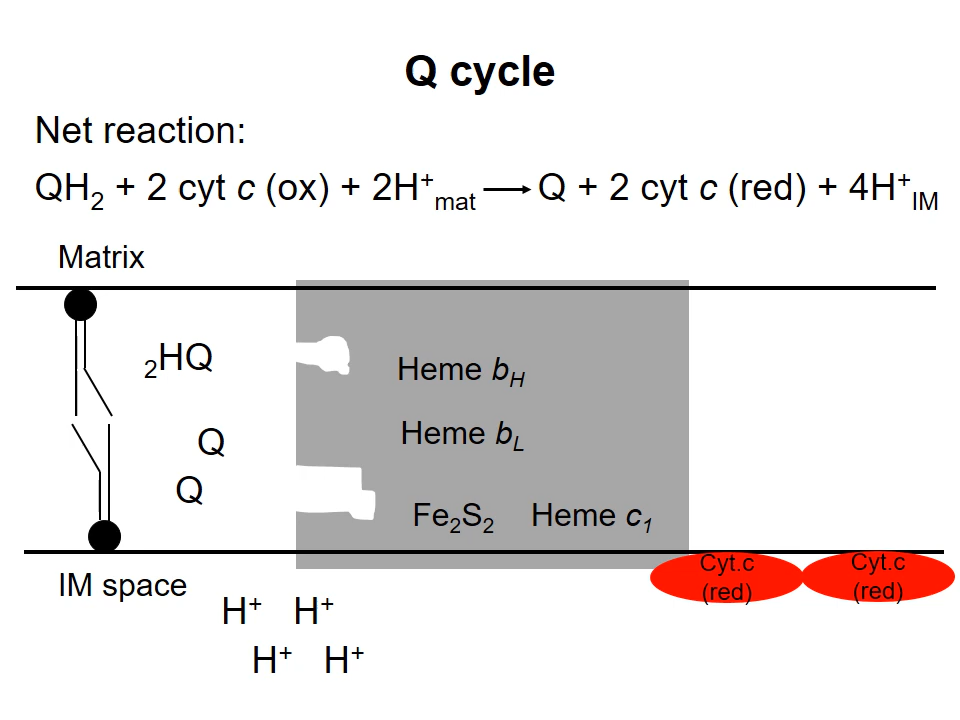 Q cycle
Net reaction:
QH₂ + 2 cyt c (ox) + 2H⁺mat ⟶ Q + 2 cyt c (red) + 4H⁺IM
Matrix
₂HQ
Heme bH
Q
Heme bL
Q
Fe₂S₂ Heme c₁
Cyt.c
(red)
Cyt.c
(red)
IM space
H⁺ H⁺
H⁺ H⁺